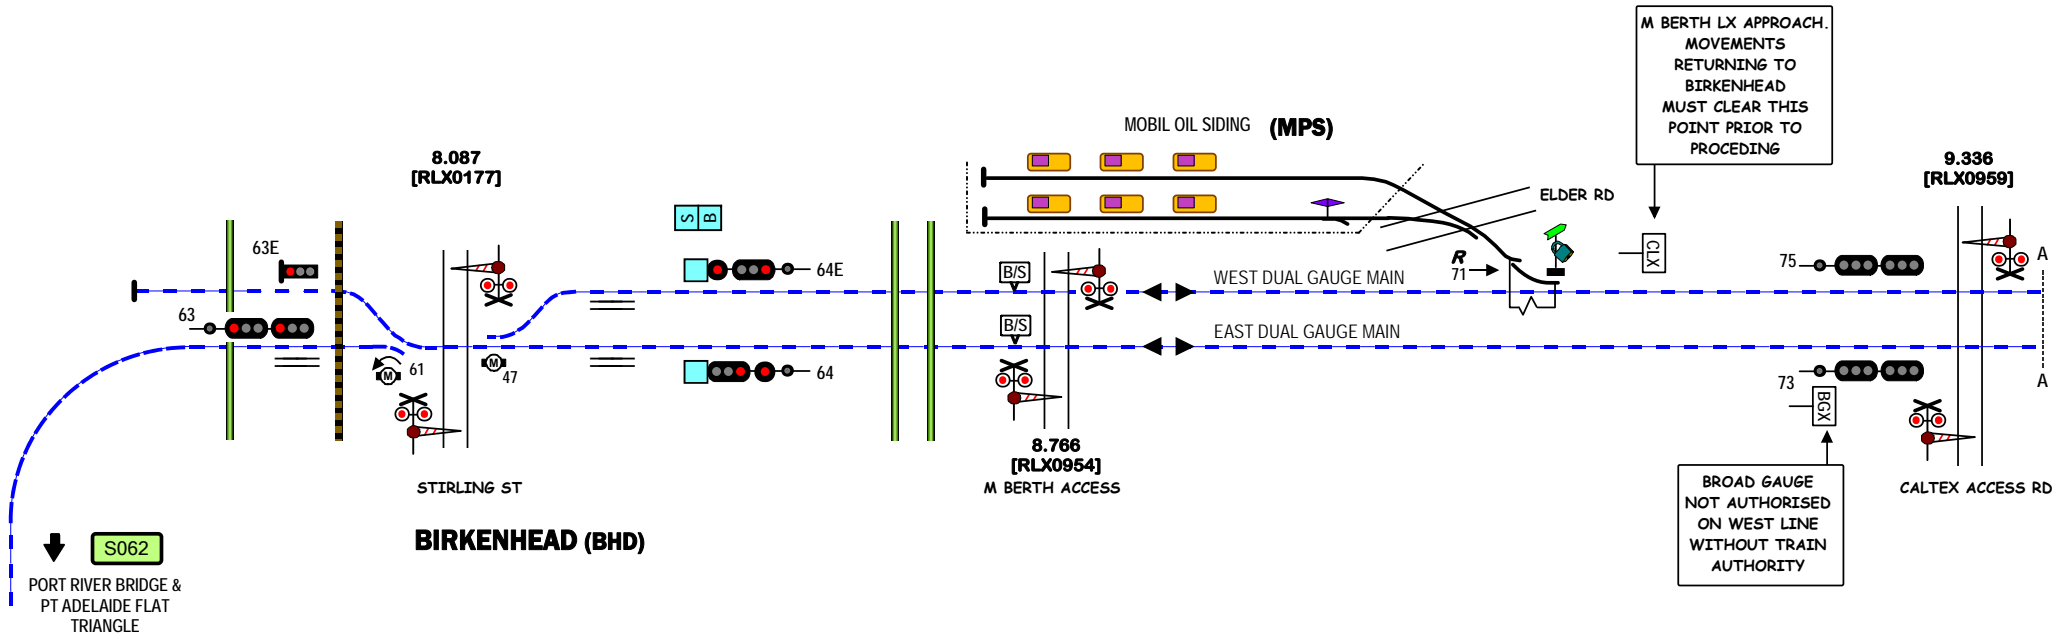 M BERTH LX APPROACH.
MOVEMENTS
RETURNING TO
BIRKENHEAD
MUST CLEAR THIS
POINT PRIOR TO
PROCEDING
MOBIL OIL SIDING (MPS)
8.087
[RLX0177]
9.336
[RLX0959]
ELDER RD
S B
63E
64E
B/S
R
71
CLX
75
A
WEST DUAL GAUGE MAIN
63
B/S
EAST DUAL GAUGE MAIN
M
61
M
47
64
73
BGX
A
8.766
[RLX0954]
M BERTH ACCESS
STIRLING ST
CALTEX ACCESS RD
BROAD GAUGE
NOT AUTHORISED
ON WEST LINE
WITHOUT TRAIN
AUTHORITY
BIRKENHEAD (BHD)
S062
PORT RIVER BRIDGE &
PT ADELAIDE FLAT
TRIANGLE